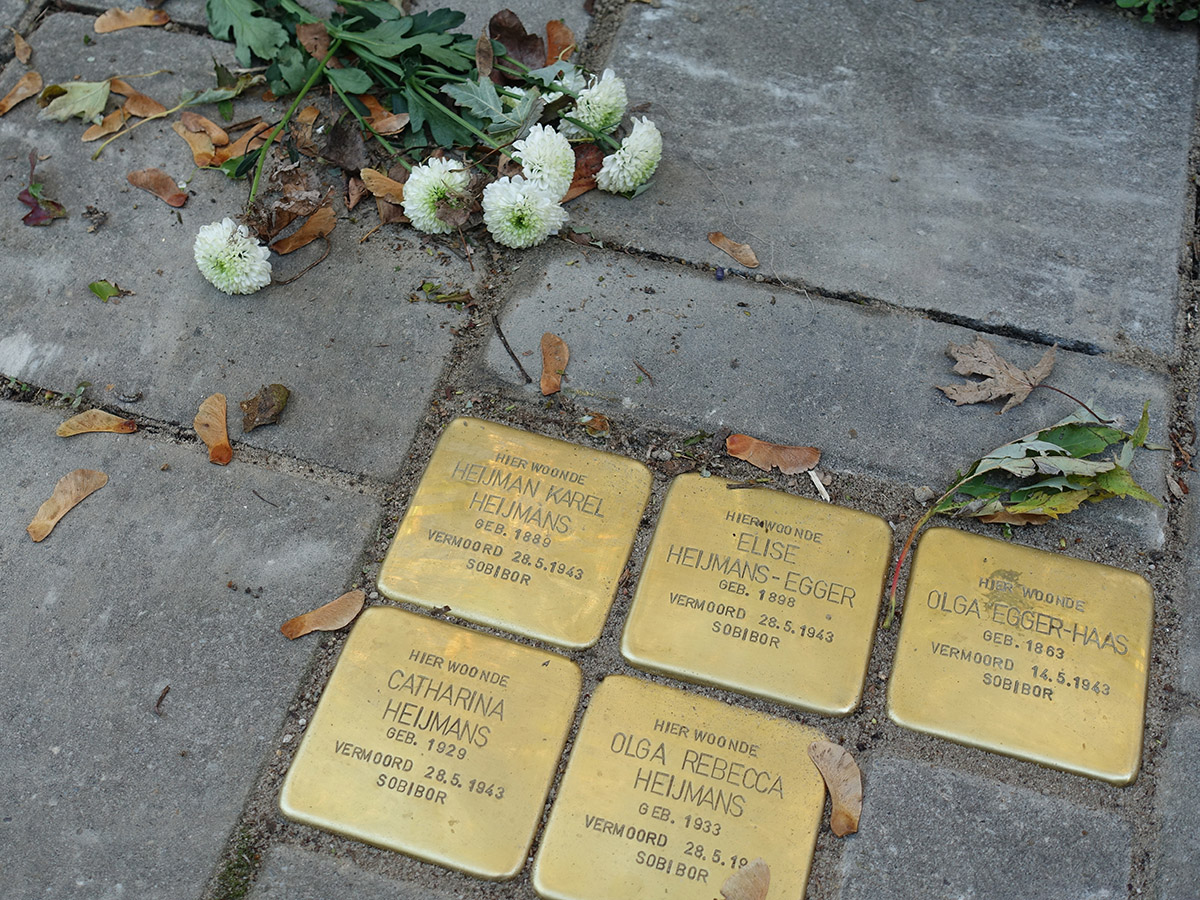 HIER WOONDE
HEIJMAN KAREL
HEIJMANS
GEB. 1889
VERMOORD 28.5.1943
SOBIBOR
HIER WOONDE
ELISE
HEIJMANS-EGGER
GEB. 1898
VERMOORD 28.5.1943
SOBIBOR
HIER WOONDE
OLGA EGGER-HAAS
GEB. 1863
VERMOORD 14.5.1943
SOBIBOR
HIER WOONDE
CATHARINA
HEIJMANS
GEB. 1929
VERMOORD 28.5.1943
SOBIBOR
HIER WOONDE
OLGA REBECCA
HEIJMANS
GEB. 1933
VERMOORD 28.5.19
SOBIBOR